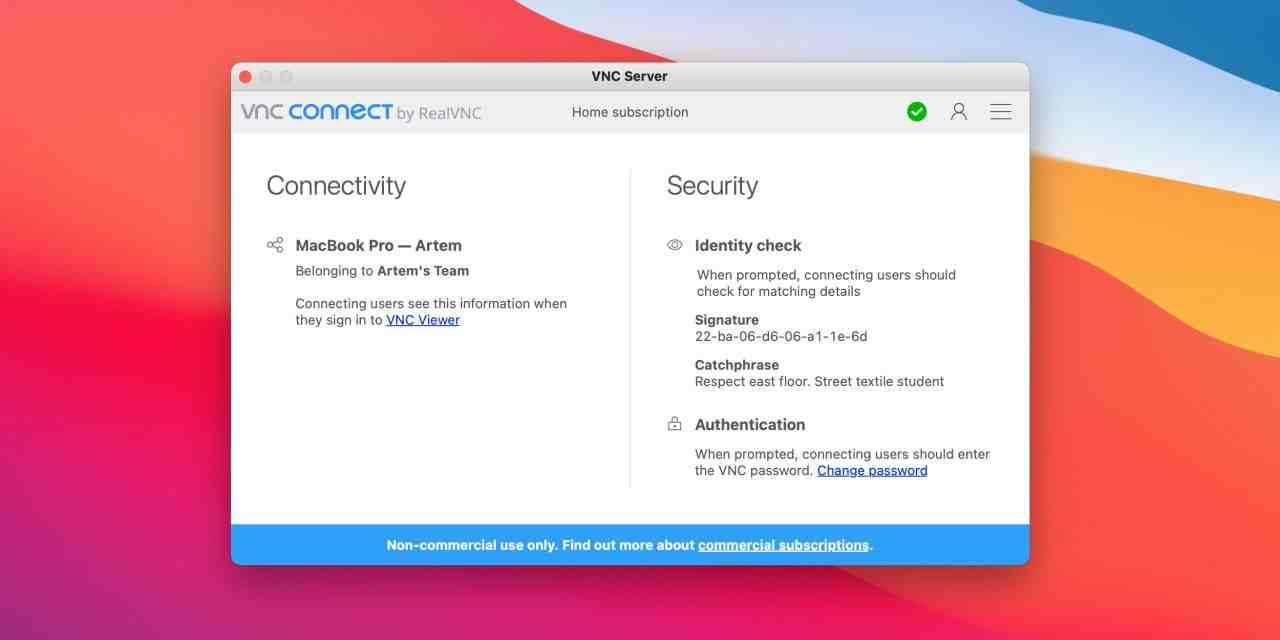 VNC Server
vnc connect by RealVNC
Home subscription
Connectivity
MacBook Pro — Artem
Belonging to Artem's Team
Connecting users see this information when
they sign in to VNC Viewer
Security
Identity check
When prompted, connecting users should
check for matching details
Signature
22-ba-06-d6-06-a1-1e-6d
Catchphrase
Respect east floor. Street textile student
Authentication
When prompted, connecting users should enter
the VNC password. Change password
Non-commercial use only. Find out more about commercial subscriptions.